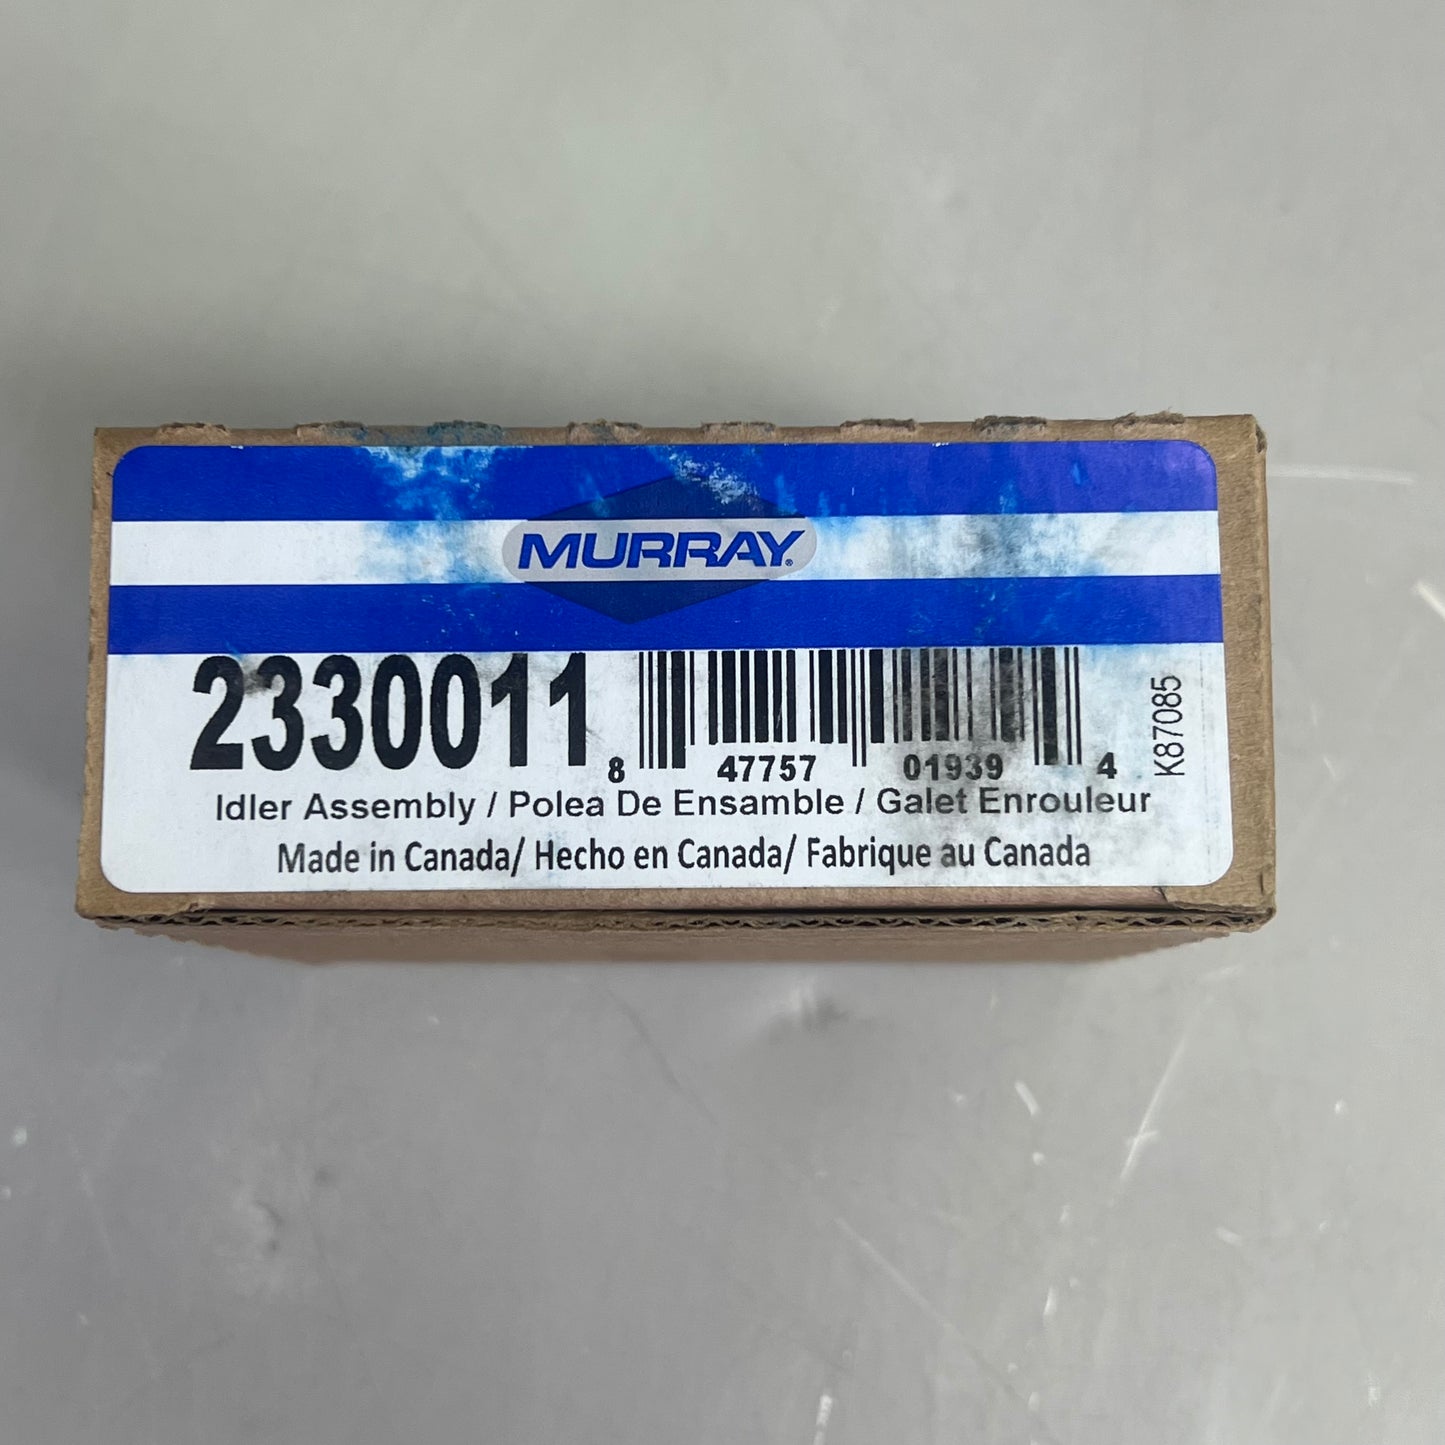 MURRAY®
2330011
8 47757 01939 4
K87085
Idler Assembly / Polea De Ensamble / Galet Enrouleur
Made in Canada/ Hecho en Canada/ Fabrique au Canada